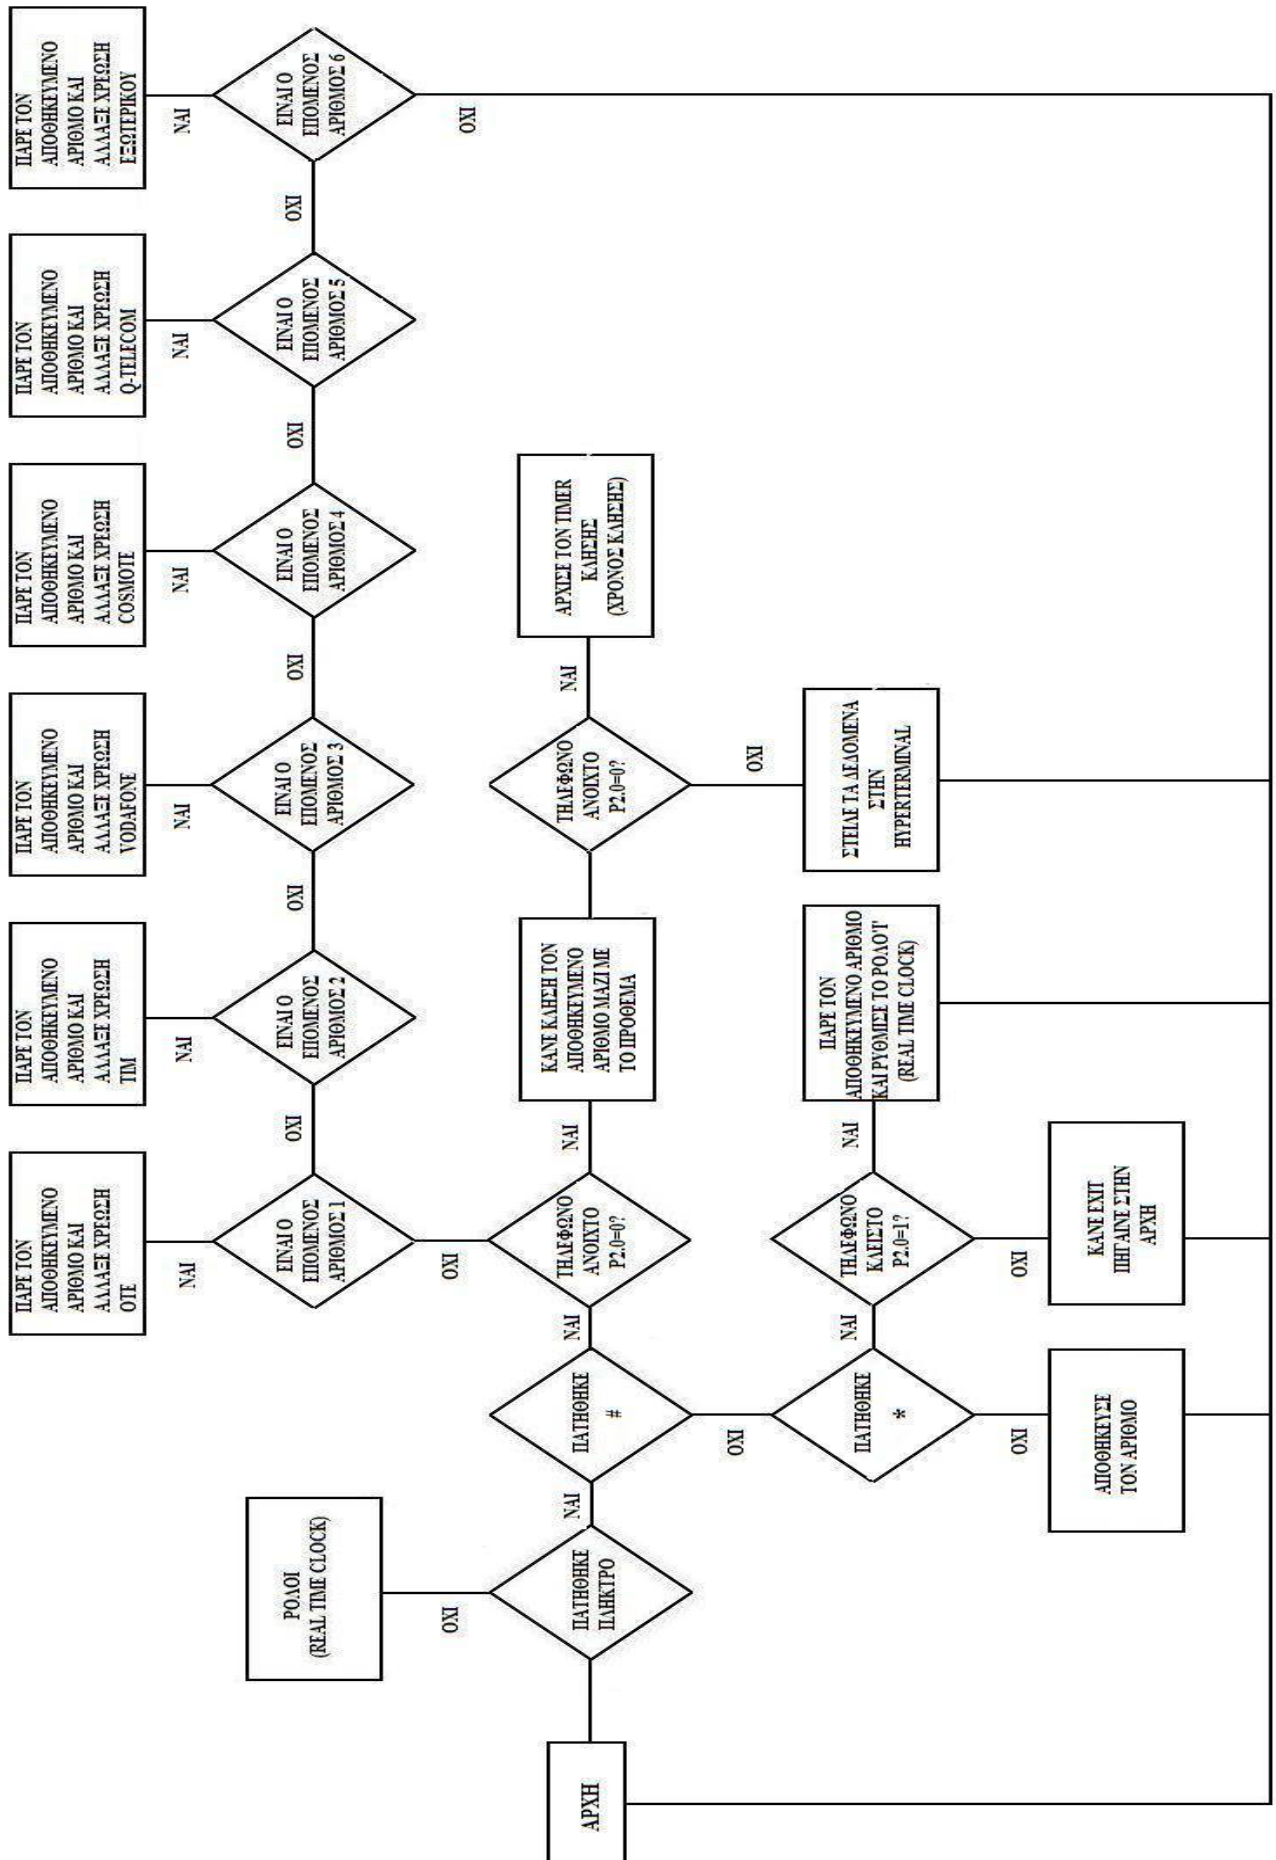 ΠΑΡΕ ΤΟΝ
ΑΠΟΘΗΚΕΥΜΕΝΟ
ΑΡΙΘΜΟ ΚΑΙ
ΑΛΛΑΞΕ ΧΡΕΩΣΗ
ΟΤΕ
ΠΑΡΕ ΤΟΝ
ΑΠΟΘΗΚΕΥΜΕΝΟ
ΑΡΙΘΜΟ ΚΑΙ
ΑΛΛΑΞΕ ΧΡΕΩΣΗ
TIM
ΠΑΡΕ ΤΟΝ
ΑΠΟΘΗΚΕΥΜΕΝΟ
ΑΡΙΘΜΟ ΚΑΙ
ΑΛΛΑΞΕ ΧΡΕΩΣΗ
VODAFONE
ΠΑΡΕ ΤΟΝ
ΑΠΟΘΗΚΕΥΜΕΝΟ
ΑΡΙΘΜΟ ΚΑΙ
ΑΛΛΑΞΕ ΧΡΕΩΣΗ
COSMOTE
ΠΑΡΕ ΤΟΝ
ΑΠΟΘΗΚΕΥΜΕΝΟ
ΑΡΙΘΜΟ ΚΑΙ
ΑΛΛΑΞΕ ΧΡΕΩΣΗ
Q-TELECOM
ΠΑΡΕ ΤΟΝ
ΑΠΟΘΗΚΕΥΜΕΝΟ
ΑΡΙΘΜΟ ΚΑΙ
ΑΛΛΑΞΕ ΧΡΕΩΣΗ
ΕΞΩΤΕΡΙΚΟΥ
ΝΑΙ
ΝΑΙ
ΝΑΙ
ΝΑΙ
ΝΑΙ
ΝΑΙ
ΕΙΝΑΙ Ο
ΕΠΟΜΕΝΟΣ
ΑΡΙΘΜΟΣ 1
ΟΧΙ
ΕΙΝΑΙ Ο
ΕΠΟΜΕΝΟΣ
ΑΡΙΘΜΟΣ 2
ΟΧΙ
ΕΙΝΑΙ Ο
ΕΠΟΜΕΝΟΣ
ΑΡΙΘΜΟΣ 3
ΟΧΙ
ΕΙΝΑΙ Ο
ΕΠΟΜΕΝΟΣ
ΑΡΙΘΜΟΣ 4
ΟΧΙ
ΕΙΝΑΙ Ο
ΕΠΟΜΕΝΟΣ
ΑΡΙΘΜΟΣ 5
ΟΧΙ
ΕΙΝΑΙ Ο
ΕΠΟΜΕΝΟΣ
ΑΡΙΘΜΟΣ 6
ΟΧΙ
ΡΟΛΟΙ
(REAL TIME CLOCK)
ΟΧΙ
ΟΧΙ
ΑΡΧΗ
ΠΑΤΗΘΗΚΕ
ΠΛΗΚΤΡΟ
ΝΑΙ
ΠΑΤΗΘΗΚΕ
#
ΝΑΙ
ΤΗΛΕΦΩΝΟ
ΑΝΟΙΧΤΟ
P2.0=0?
ΝΑΙ
ΚΑΝΕ ΚΛΗΣΗ ΤΟΝ
ΑΠΟΘΗΚΕΥΜΕΝΟ
ΑΡΙΘΜΟ ΜΑΖΙ ΜΕ
ΤΟ ΠΡΟΘΕΜΑ
ΤΗΛΕΦΩΝΟ
ΑΝΟΙΧΤΟ
P2.0=0?
ΝΑΙ
ΑΡΧΙΣΕ ΤΟΝ TIMER
ΚΛΗΣΗΣ
(ΧΡΟΝΟΣ ΚΛΗΣΗΣ)
ΟΧΙ
ΟΧΙ
ΠΑΤΗΘΗΚΕ
*
ΝΑΙ
ΤΗΛΕΦΩΝΟ
ΚΛΕΙΣΤΟ
P2.0=1?
ΝΑΙ
ΠΑΡΕ ΤΟΝ
ΑΠΟΘΗΚΕΥΜΕΝΟ ΑΡΙΘΜΟ
ΚΑΙ ΡΥΘΜΙΣΕ ΤΟ ΡΟΛΟ'Γ'
(REAL TIME CLOCK)
ΣΤΕΙΛΕ ΤΑ ΔΕΔΟΜΕΝΑ
ΣΤΗΝ
HYPERTERMINAL
ΟΧΙ
ΟΧΙ
ΑΠΟΘΗΚΕΥΣΕ
ΤΟΝ ΑΡΙΘΜΟ
ΚΑΝΕ EXIT
ΠΗΓΑΙΝΕ ΣΤΗΝ
ΑΡΧΗ